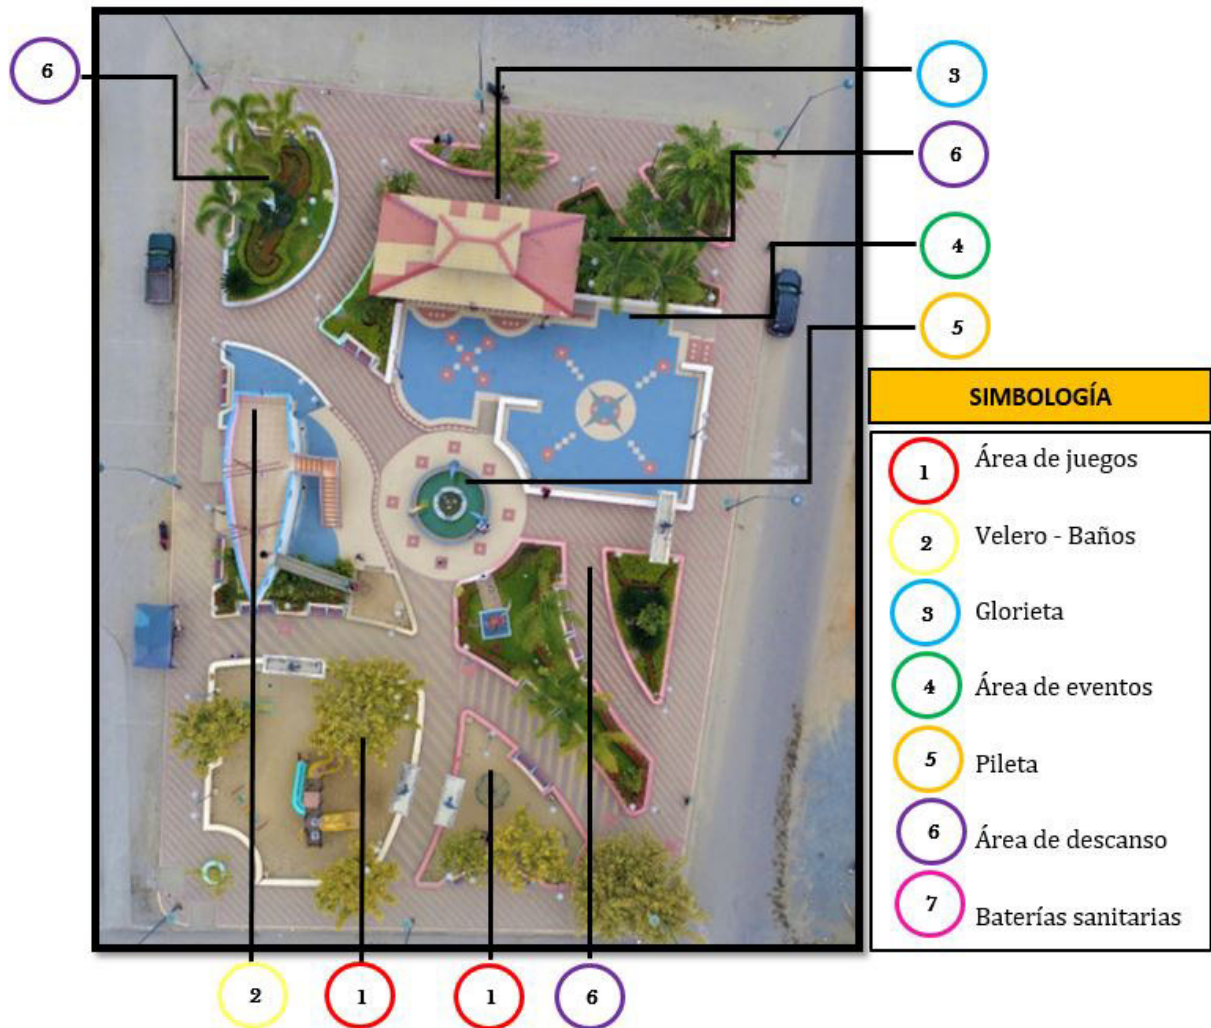 6
3
6
4
5
SIMBOLOGÍA
1 Área de juegos
2 Velero - Baños
3 Glorieta
4 Área de eventos
5 Pileta
6 Área de descanso
7 Baterías sanitarias
2
1
1
6